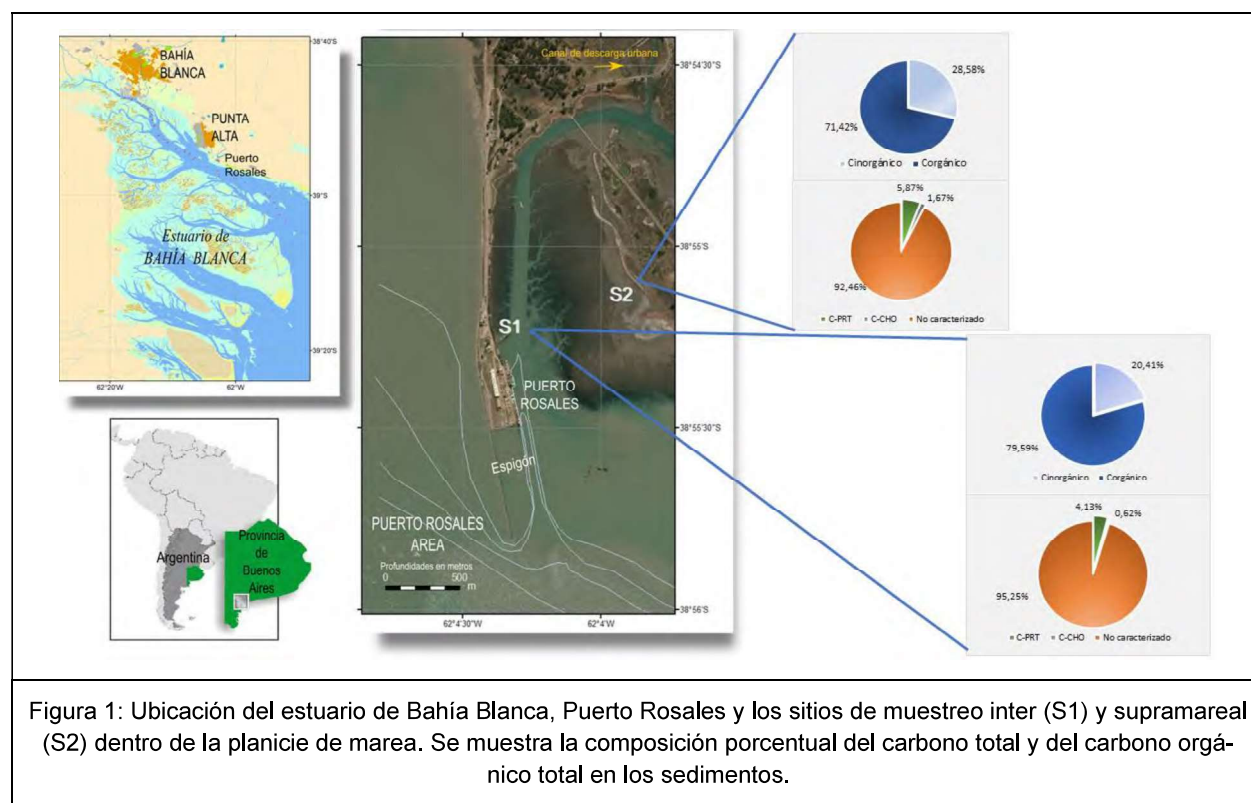 BAHÍA
BLANCA
PUNTA
ALTA
Puerto
Rosales
Estuario de
BAHÍA BLANCA
38°40'S
39°S
39°20'S
62°20'W
62°W
Argentina
Provincia
de
Buenos
Aires
Canal de descarga urbana
38°54'30"S
38°55'S
38°55'30"S
38°56'S
S2
S1
PUERTO
ROSALES
Espigón
PUERTO ROSALES
AREA
Profundidades en metros
0 500
m
62°4'30"W
62°4'W
28,58%
71,42%
Cinorgánico Corgánico
5,87%
1,67%
92,46%
C-PRT C-CHO No caracterizado
20,41%
79,59%
Cinorgánico Corgánico
4,13%
0,62%
95,25%
C-PRT C-CHO No caracterizado
Figura 1: Ubicación del estuario de Bahía Blanca, Puerto Rosales y los sitios de muestreo inter (S1) y supramareal
(S2) dentro de la planicie de marea. Se muestra la composición porcentual del carbono total y del carbono orgá-
nico total en los sedimentos.